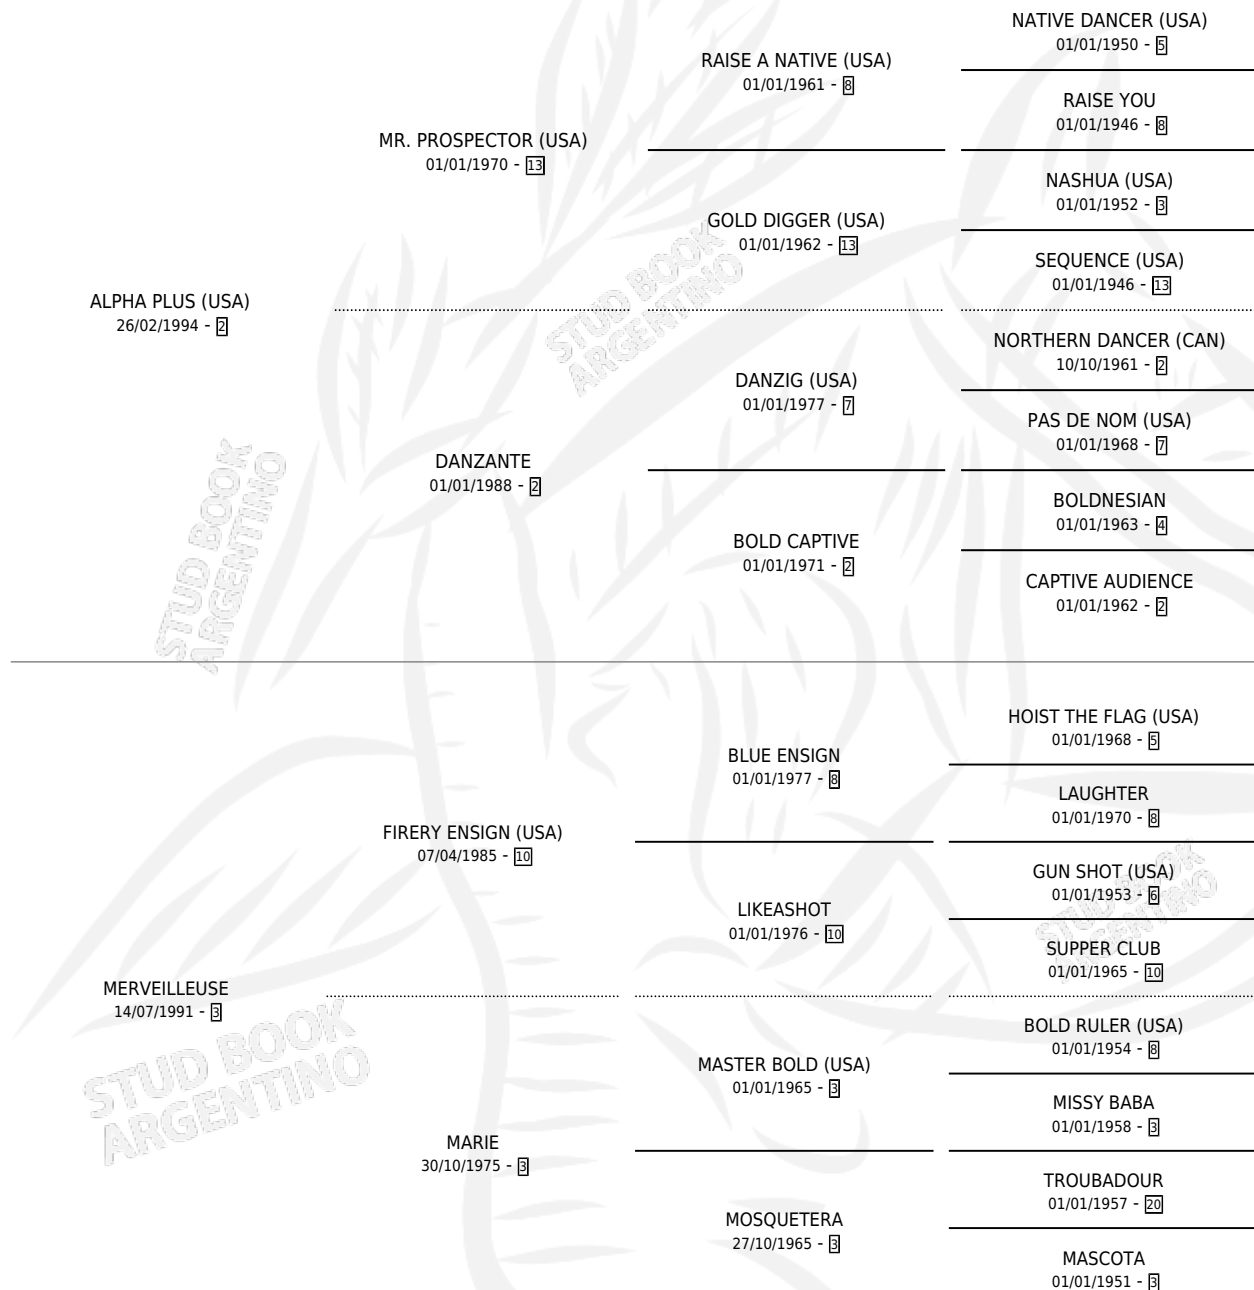 NATIVE DANCER (USA)
01/01/1950 - 5
RAISE A NATIVE (USA)
01/01/1961 - 8
RAISE YOU
01/01/1946 - 8
MR. PROSPECTOR (USA)
01/01/1970 - 13
NASHUA (USA)
01/01/1952 - 3
GOLD DIGGER (USA)
01/01/1962 - 13
SEQUENCE (USA)
01/01/1946 - 13
ALPHA PLUS (USA)
26/02/1994 - 2
STUD BOOK
ARGENTINO
NORTHERN DANCER (CAN)
10/10/1961 - 2
DANZIG (USA)
01/01/1977 - 7
PAS DE NOM (USA)
01/01/1968 - 7
DANZANTE
01/01/1988 - 2
BOLDNESIAN
01/01/1963 - 4
BOLD CAPTIVE
01/01/1971 - 2
CAPTIVE AUDIENCE
01/01/1962 - 2
STUD BOOK
ARGENTINO
HOIST THE FLAG (USA)
01/01/1968 - 5
BLUE ENSIGN
01/01/1977 - 8
LAUGHTER
01/01/1970 - 8
FIRERY ENSIGN (USA)
07/04/1985 - 10
GUN SHOT (USA)
01/01/1953 - 6
LIKEASHOT
01/01/1976 - 10
STUD BOOK
ARGENTINO
SUPPER CLUB
01/01/1965 - 10
MERVEILLEUSE
14/07/1991 - 3
STUD BOOK
ARGENTINO
BOLD RULER (USA)
01/01/1954 - 8
MASTER BOLD (USA)
01/01/1965 - 3
MISSY BABA
01/01/1958 - 3
MARIE
30/10/1975 - 3
TROUBADOUR
01/01/1957 - 20
MOSQUETERA
27/10/1965 - 3
MASCOTA
01/01/1951 - 3